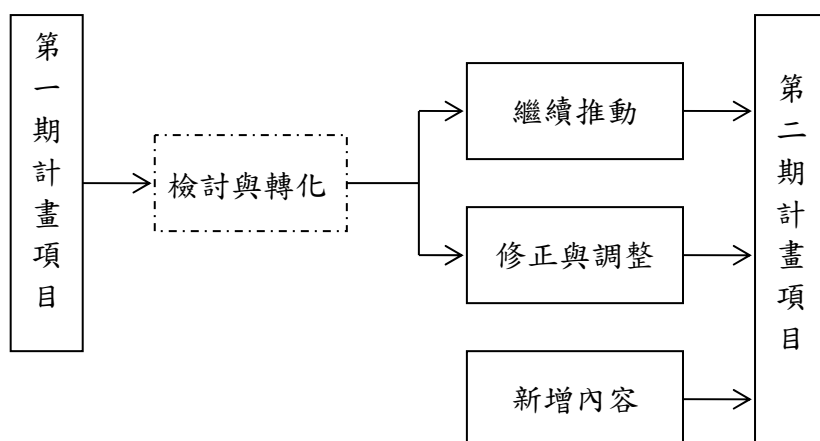 第一期計畫項目
檢討與轉化
繼續推動
修正與調整
新增內容
第二期計畫項目